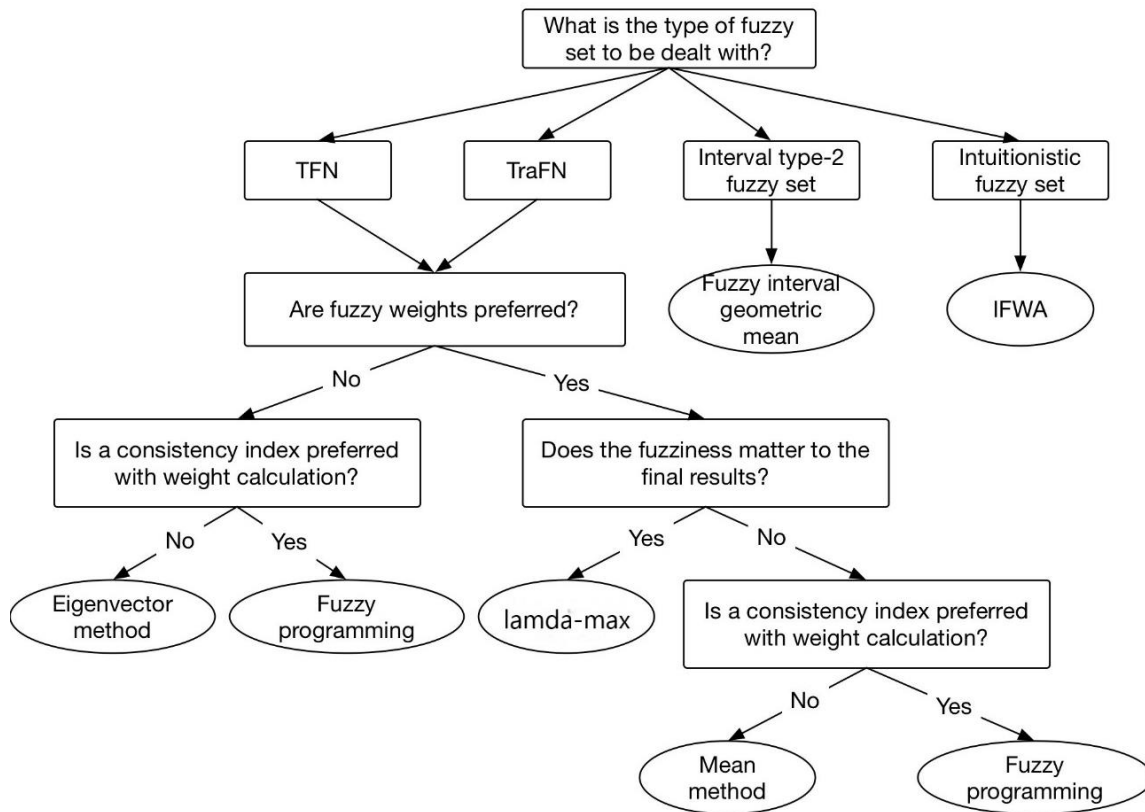 What is the type of fuzzy
set to be dealt with?
TFN
TraFN
Interval type-2
fuzzy set
Intuitionistic
fuzzy set
Are fuzzy weights preferred?
Fuzzy interval
geometric
mean
IFWA
No
Yes
Is a consistency index preferred
with weight calculation?
Does the fuzziness matter to the
final results?
No
Yes
Yes
No
Eigenvector
method
Fuzzy
programming
lamda-max
Is a consistency index preferred
with weight calculation?
No
Yes
Mean
method
Fuzzy
programming